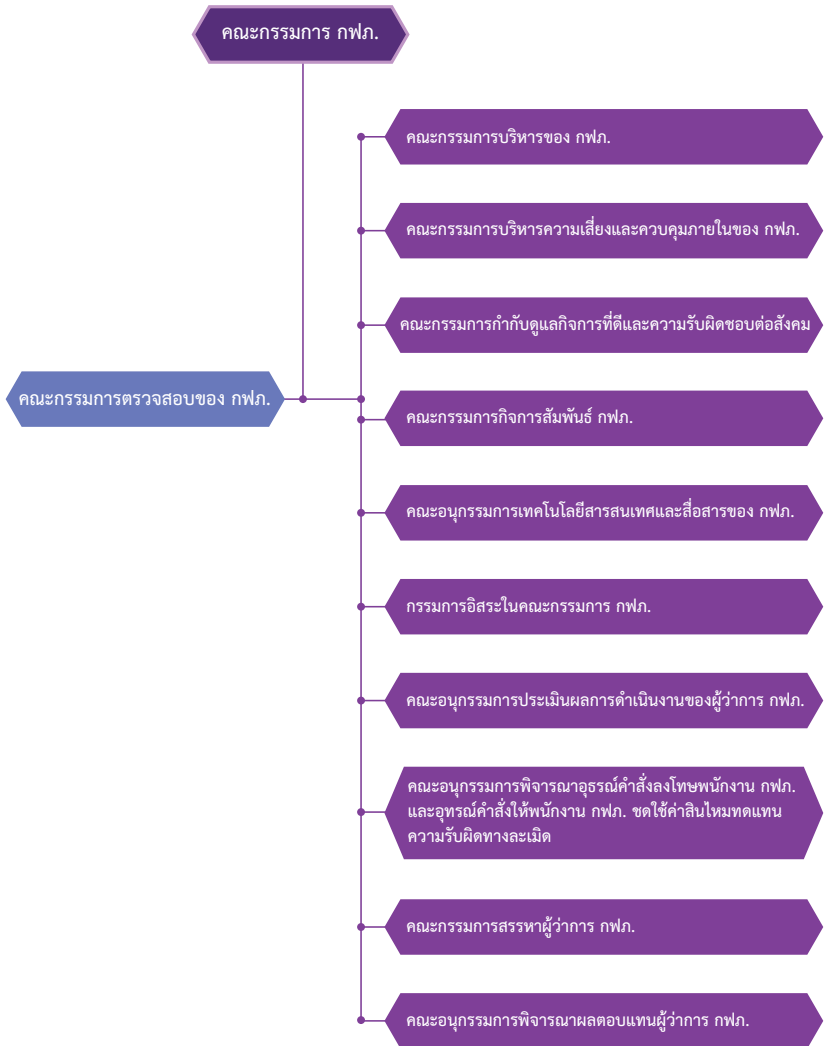 คณะกรรมการ กฟภ.
คณะกรรมการบริหารของ กฟภ.
คณะกรรมการบริหารความเสี่ยงและควบคุมภายในของ กฟภ.
คณะกรรมการกำกับดูแลกิจการที่ดีและความรับผิดชอบต่อสังคม
คณะกรรมการตรวจสอบของ กฟภ.
คณะกรรมการกิจการสัมพันธ์ กฟภ.
คณะอนุกรรมการเทคโนโลยีสารสนเทศและสื่อสารของ กฟภ.
กรรมการอิสระในคณะกรรมการ กฟภ.
คณะอนุกรรมการประเมินผลการดำเนินงานของผู้ว่าการ กฟภ.
คณะอนุกรรมการพิจารณาอุธรณ์คำสั่งลงโทษพนักงาน กฟภ.
และอุทรณ์คำสั่งให้พนักงาน กฟภ. ชดใช้ค่าสินไหมทดแทน
ความรับผิดทางละเมิด
คณะกรรมการสรรหาผู้ว่าการ กฟภ.
คณะอนุกรรมการพิจารณาผลตอบแทนผู้ว่าการ กฟภ.